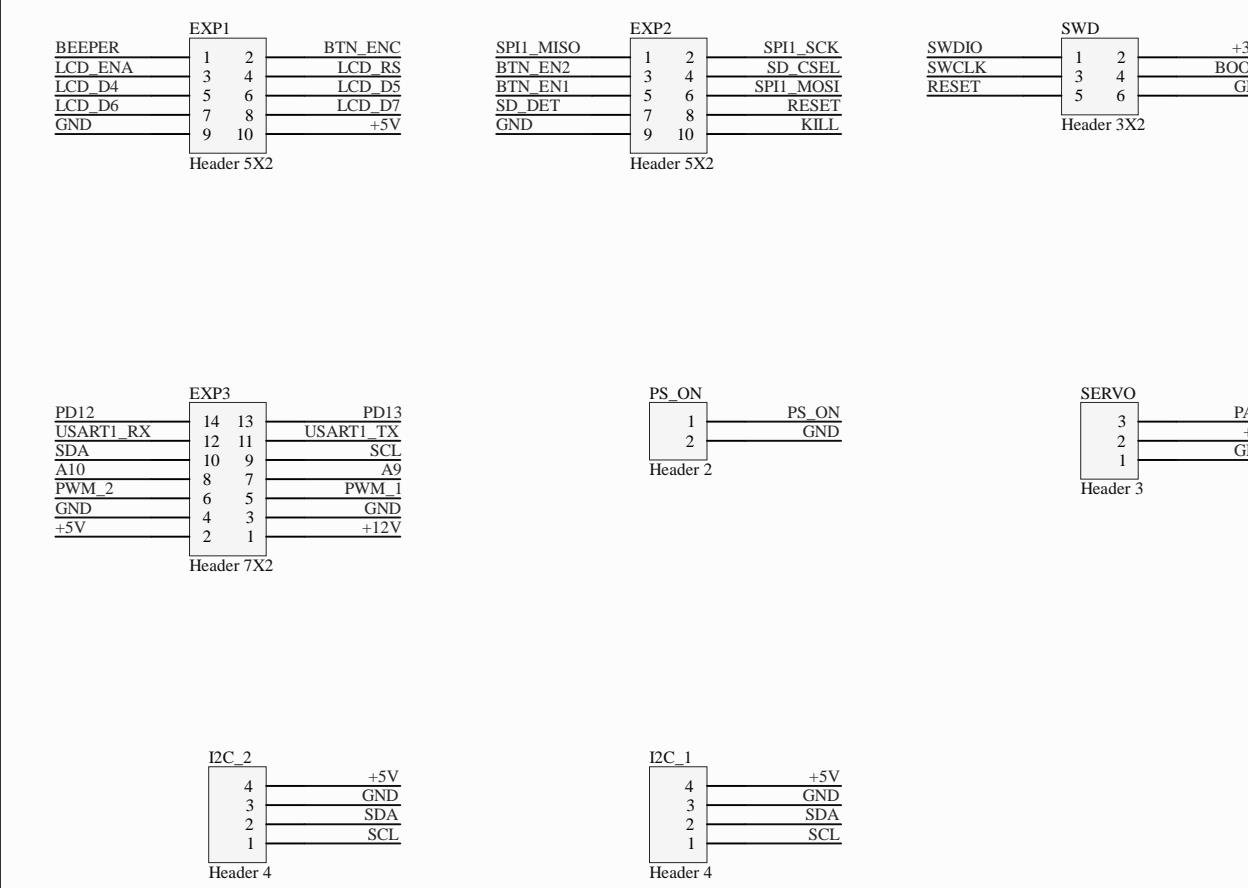 EXP1
BEEPER 1 2 BTN_ENC
LCD_ENA 3 4 LCD_RS
LCD_D4 5 6 LCD_D5
LCD_D6 7 8 LCD_D7
GND 9 10 +5V
Header 5X2
EXP2
SPI1_MISO 1 2 SPI1_SCK
BTN_EN2 3 4 SD_CSEL
BTN_EN1 5 6 SPI1_MOSI
SD_DET 7 8 RESET
GND 9 10 KILL
Header 5X2
SWD
SWDIO 1 2 +3
SWCLK 3 4
RESET 5 6
Header 3X2
EXP3
PD12 14 13 PD13
USART1_RX 12 11 USART1_TX
SDA 10 9 SCL
A10 8 7 A9
PWM_2 6 5 PWM_1
GND 4 3 GND
+5V 2 1 +12V
Header 7X2
PS_ON
1 PS_ON
2 GND
Header 2
SERVO
3
2
1
Header 3
I2C_2
4 +5V
3 GND
2 SDA
1 SCL
Header 4
I2C_1
4 +5V
3 GND
2 SDA
1 SCL
Header 4